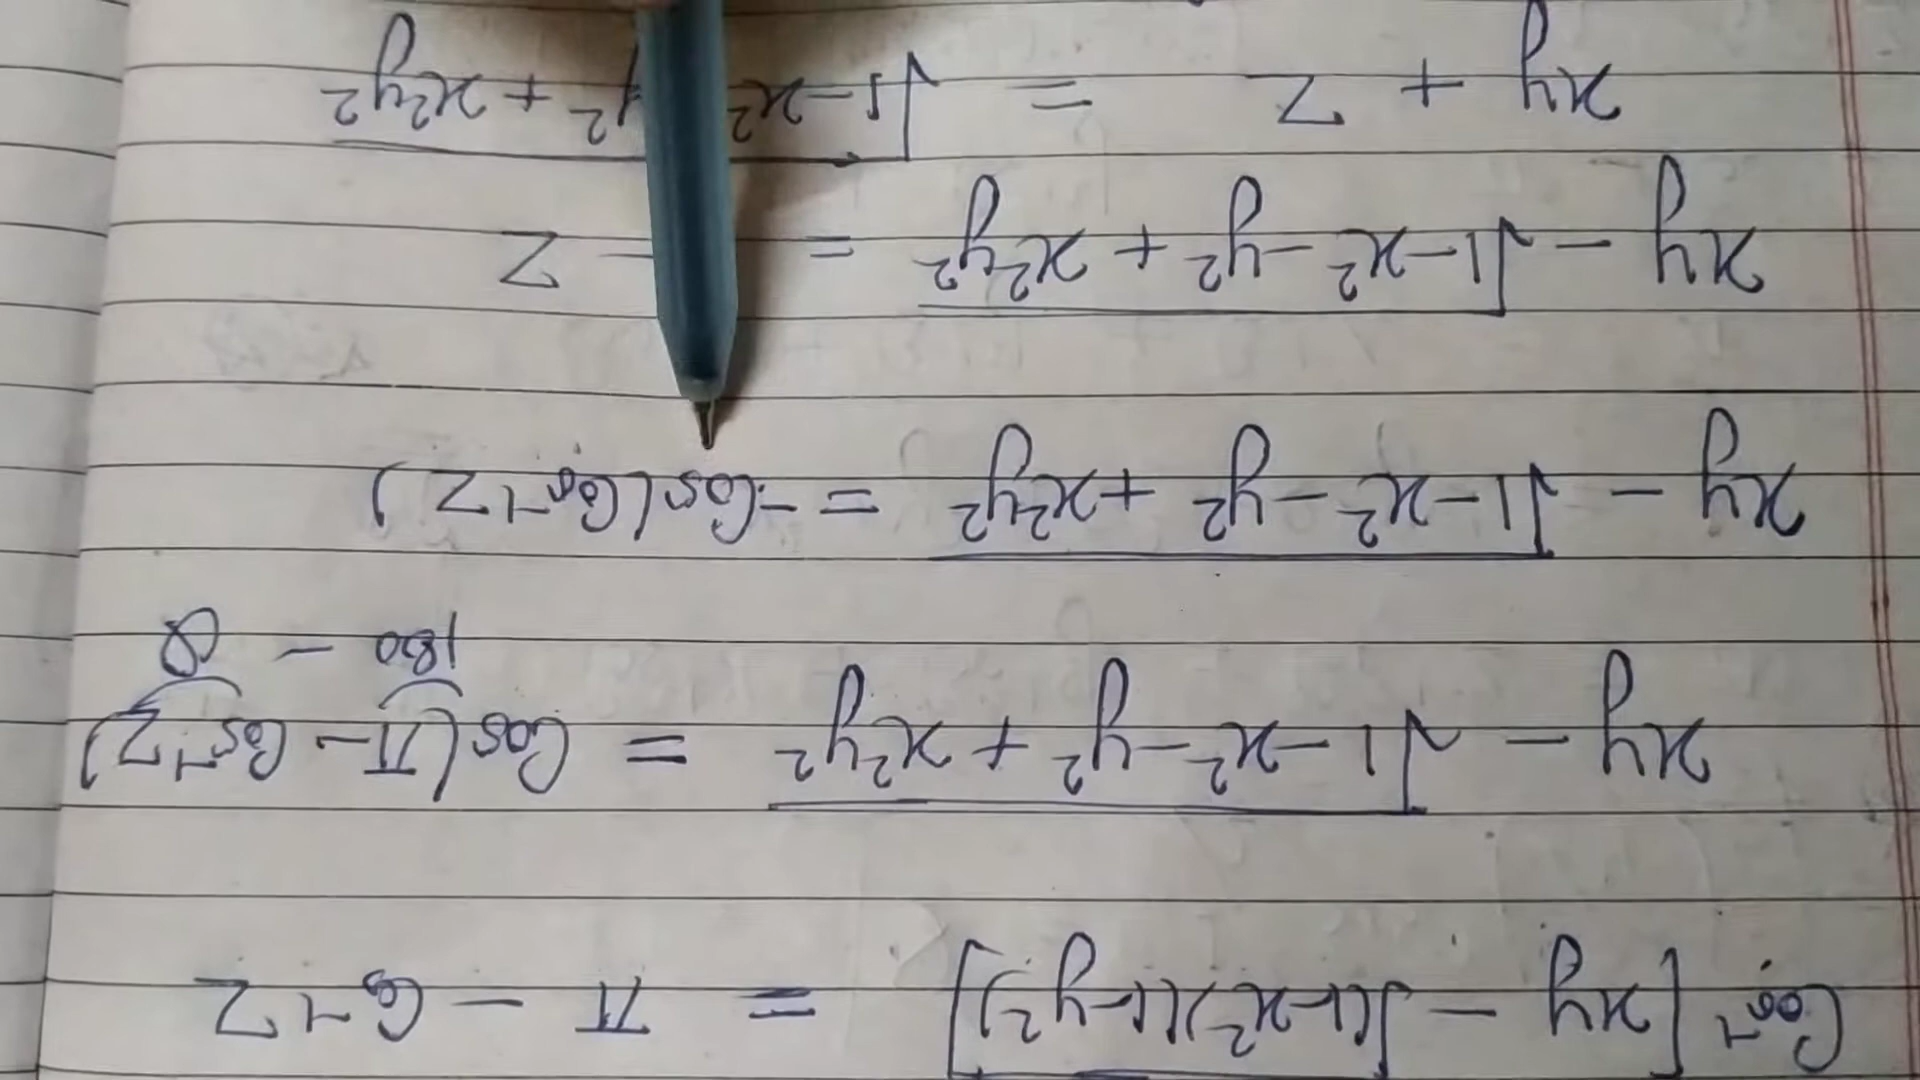 Cos⁻¹ [xy - √(1-x²)(1-y²)] = π - Cos⁻¹z
xy - √1-x²-y²+x²y² = Cos(π - Cos⁻¹z)
180 - θ
xy - √1-x²-y²+x²y² = -Cos(Cos⁻¹z)
xy - √1-x²-y²+x²y² = -z
xy + z = √1-x² y²+x²y²